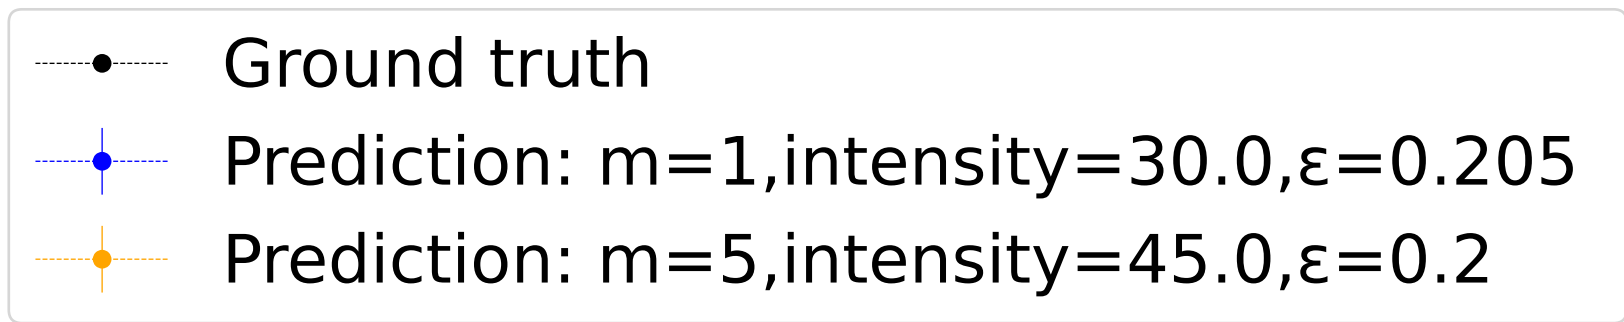 Ground truth
Prediction: m=1,intensity=30.0,ε=0.205
Prediction: m=5,intensity=45.0,ε=0.2